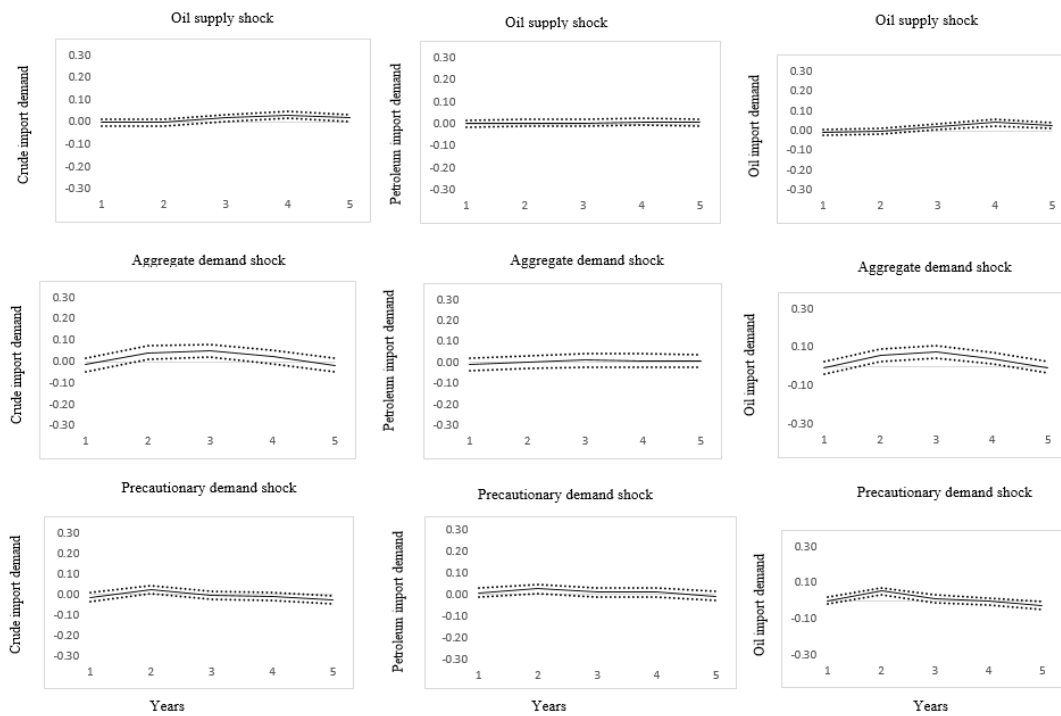 Oil supply shock
Crude import demand
0.30
0.20
0.10
0.00
-0.10
-0.20
-0.30
1 2 3 4 5
Oil supply shock
Petroleum import demand
0.30
0.20
0.10
0.00
-0.10
-0.20
-0.30
1 2 3 4 5
Oil supply shock
Oil import demand
0.30
0.20
0.10
0.00
-0.10
-0.20
-0.30
1 2 3 4 5
Aggregate demand shock
Crude import demand
0.30
0.20
0.10
0.00
-0.10
-0.20
-0.30
1 2 3 4 5
Aggregate demand shock
Petroleum import demand
0.30
0.20
0.10
0.00
-0.10
-0.20
-0.30
1 2 3 4 5
Aggregate demand shock
Oil import demand
0.30
0.10
-0.10
-0.30
1 2 3 4 5
Precautionary demand shock
Crude import demand
0.30
0.20
0.10
0.00
-0.10
-0.20
-0.30
1 2 3 4 5
Years
Precautionary demand shock
Petroleum import demand
0.30
0.20
0.10
0.00
-0.10
-0.20
-0.30
1 2 3 4 5
Years
Precautionary demand shock
Oil import demand
0.30
0.10
-0.10
-0.30
1 2 3 4 5
Years